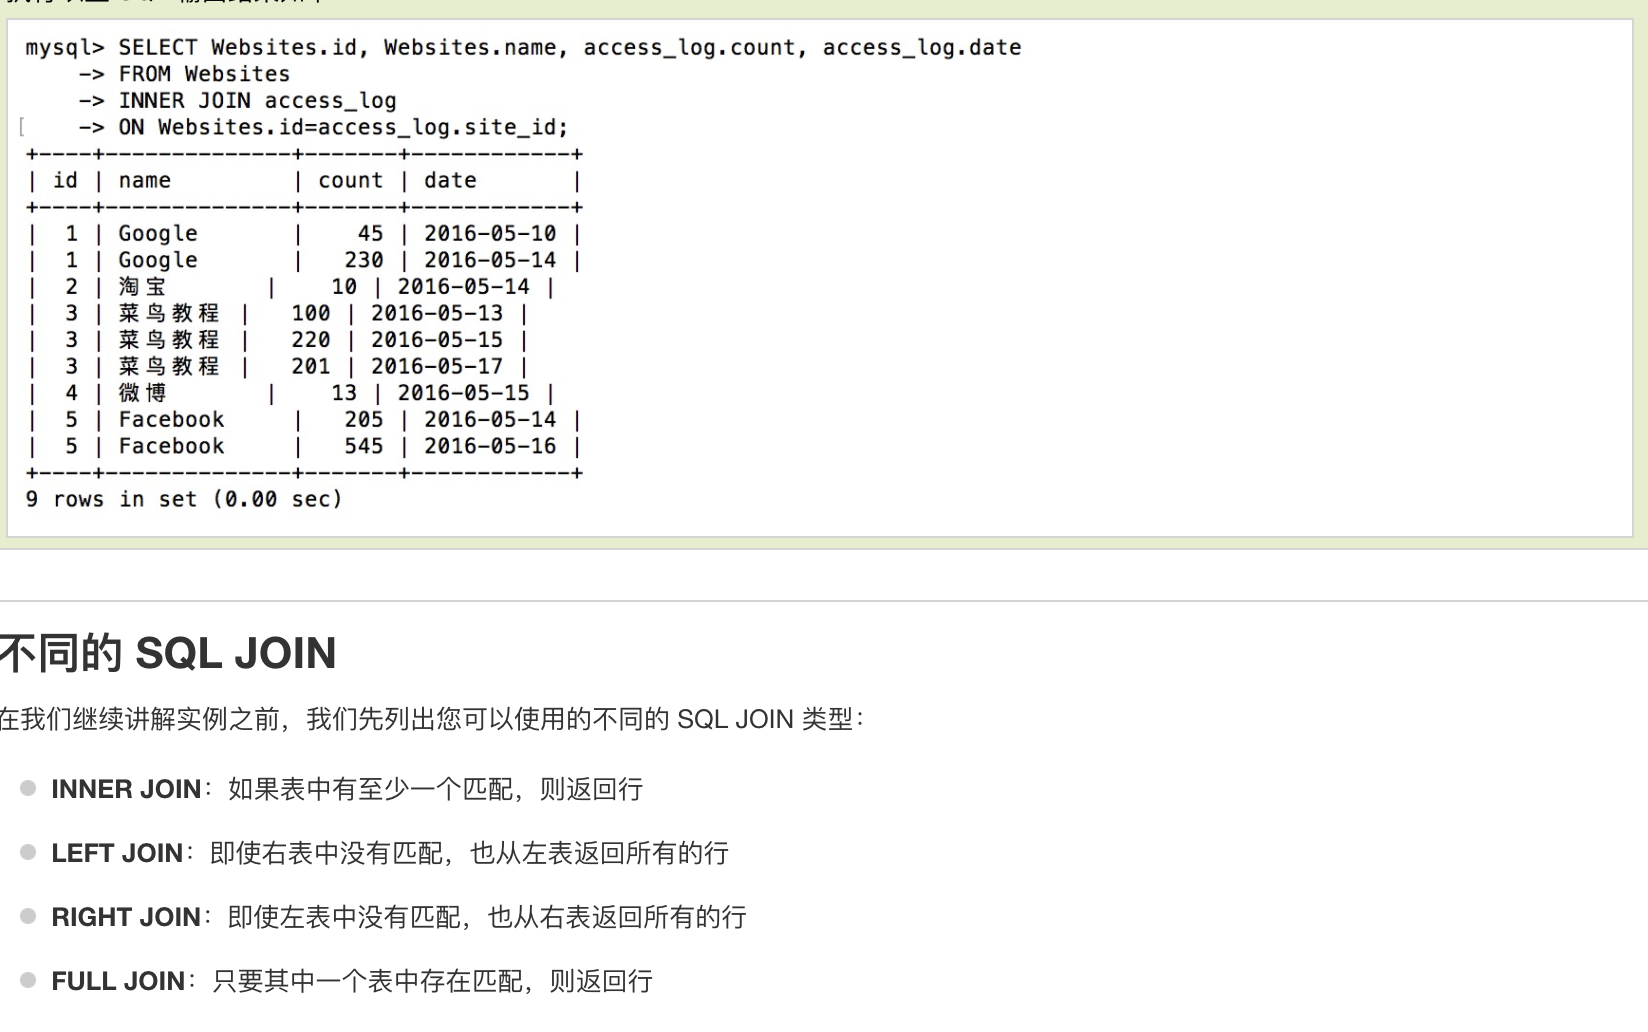 mysql> SELECT Websites.id, Websites.name, access_log.count, access_log.date
    -> FROM Websites
    -> INNER JOIN access_log
[    -> ON Websites.id=access_log.site_id;
+----+--------------+-------+------------+
| id | name         | count | date       |
+----+--------------+-------+------------+
|  1 | Google       |    45 | 2016-05-10 |
|  1 | Google       |   230 | 2016-05-14 |
|  2 | 淘宝        |    10 | 2016-05-14 |
|  3 | 菜鸟教程 |   100 | 2016-05-13 |
|  3 | 菜鸟教程 |   220 | 2016-05-15 |
|  3 | 菜鸟教程 |   201 | 2016-05-17 |
|  4 | 微博        |    13 | 2016-05-15 |
|  5 | Facebook     |   205 | 2016-05-14 |
|  5 | Facebook     |   545 | 2016-05-16 |
+----+--------------+-------+------------+
9 rows in set (0.00 sec)
不同的 SQL JOIN
在我们继续讲解实例之前，我们先列出您可以使用的不同的 SQL JOIN 类型：
INNER JOIN：如果表中有至少一个匹配，则返回行
LEFT JOIN：即使右表中没有匹配，也从左表返回所有的行
RIGHT JOIN：即使左表中没有匹配，也从右表返回所有的行
FULL JOIN：只要其中一个表中存在匹配，则返回行